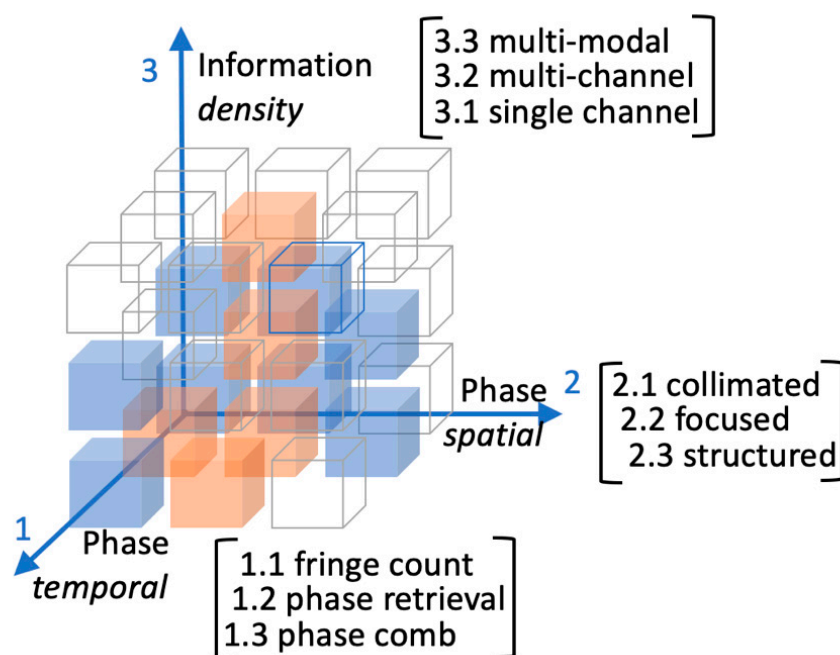 3
Information
density
3.3 multi-modal
3.2 multi-channel
3.1 single channel
Phase
spatial
2
2.1 collimated
2.2 focused
2.3 structured
1
Phase
temporal
1.1 fringe count
1.2 phase retrieval
1.3 phase comb